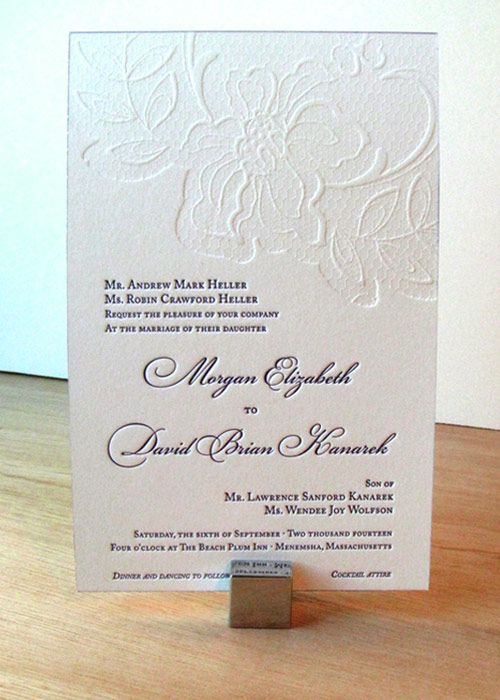 Mr. Andrew Mark Heller
Ms. Robin Crawford Heller
Request the pleasure of your company
At the marriage of their daughter
Morgan Elizabeth
to
David Brian Kanarek
Son of
Mr. Lawrence Sanford Kanarek
Ms. Wendee Joy Wolfson
Saturday, the sixth of September · Two thousand fourteen
Four o'clock at The Beach Plum Inn · Menemsha, Massachusetts
Dinner and dancing to follow Cocktail attire